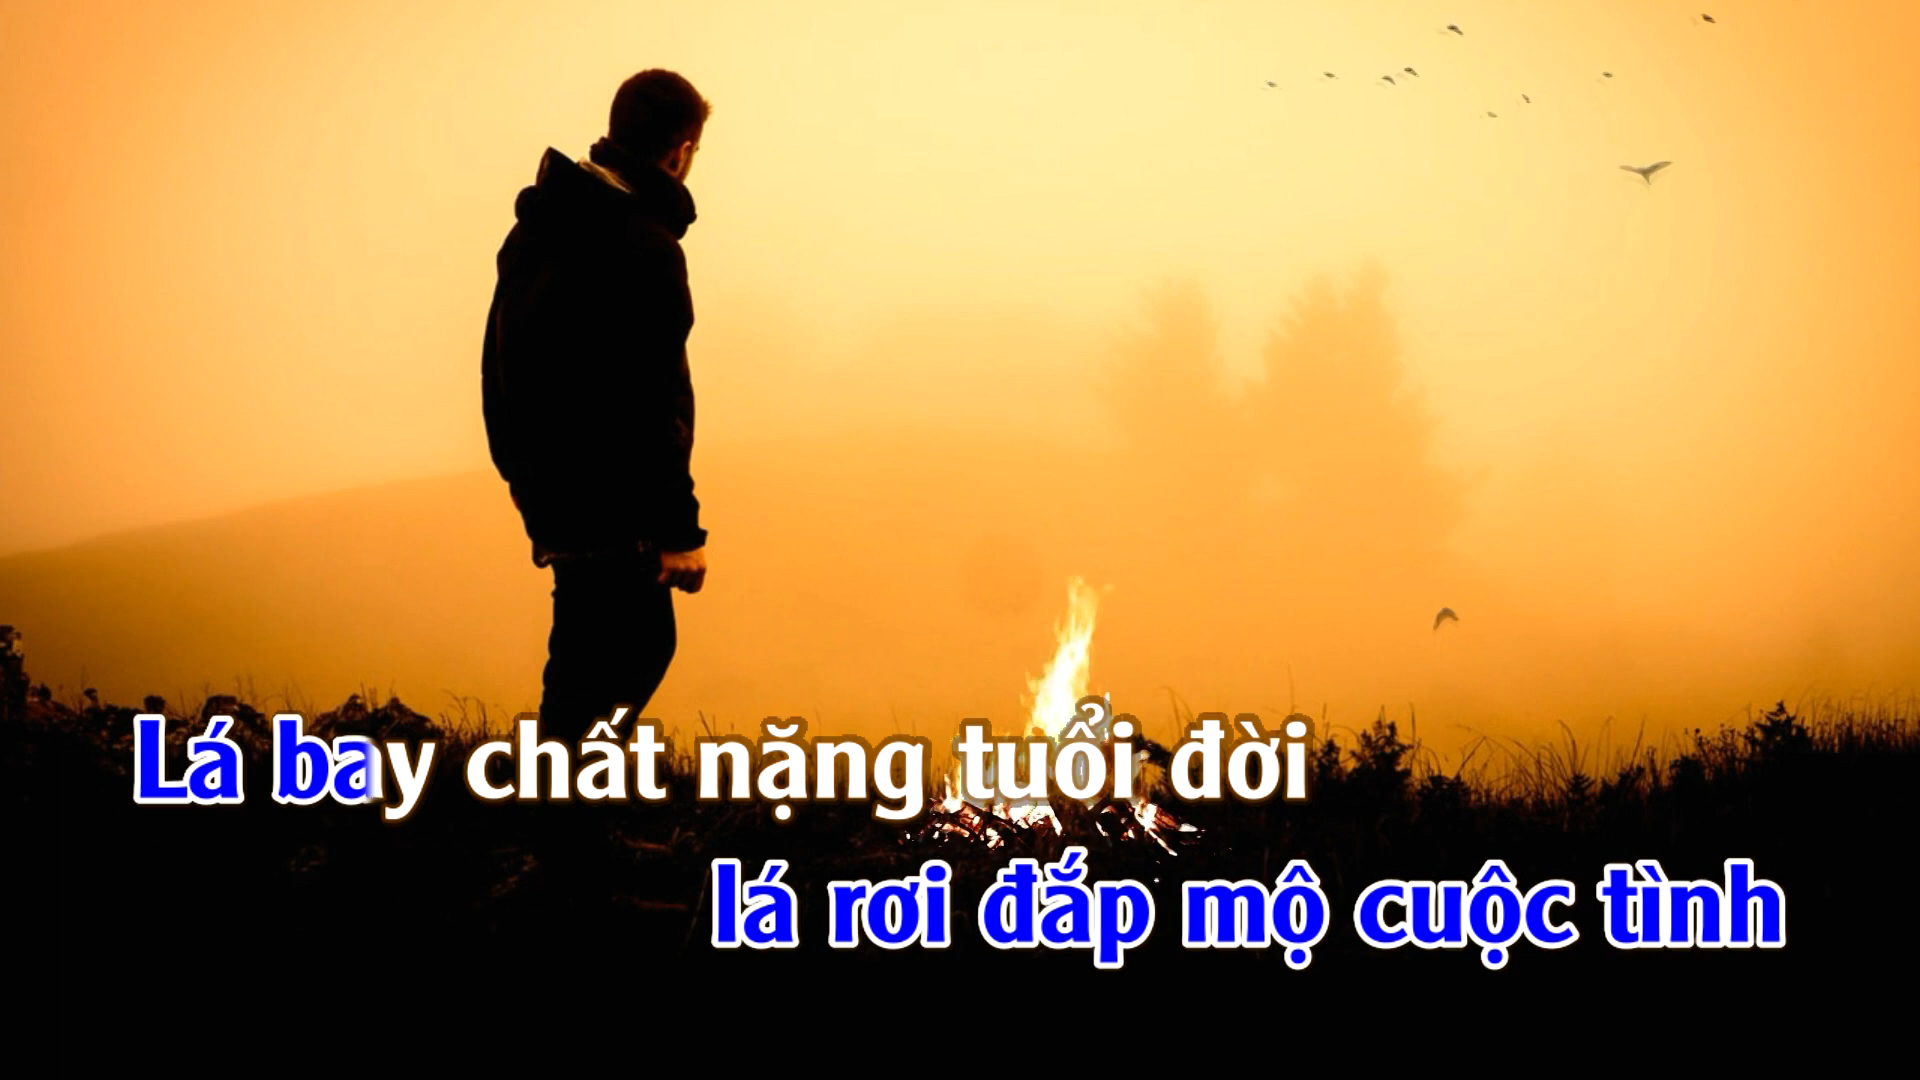 Lá bay chất nặng tuổi đời
lá rơi đắp mộ cuộc tình